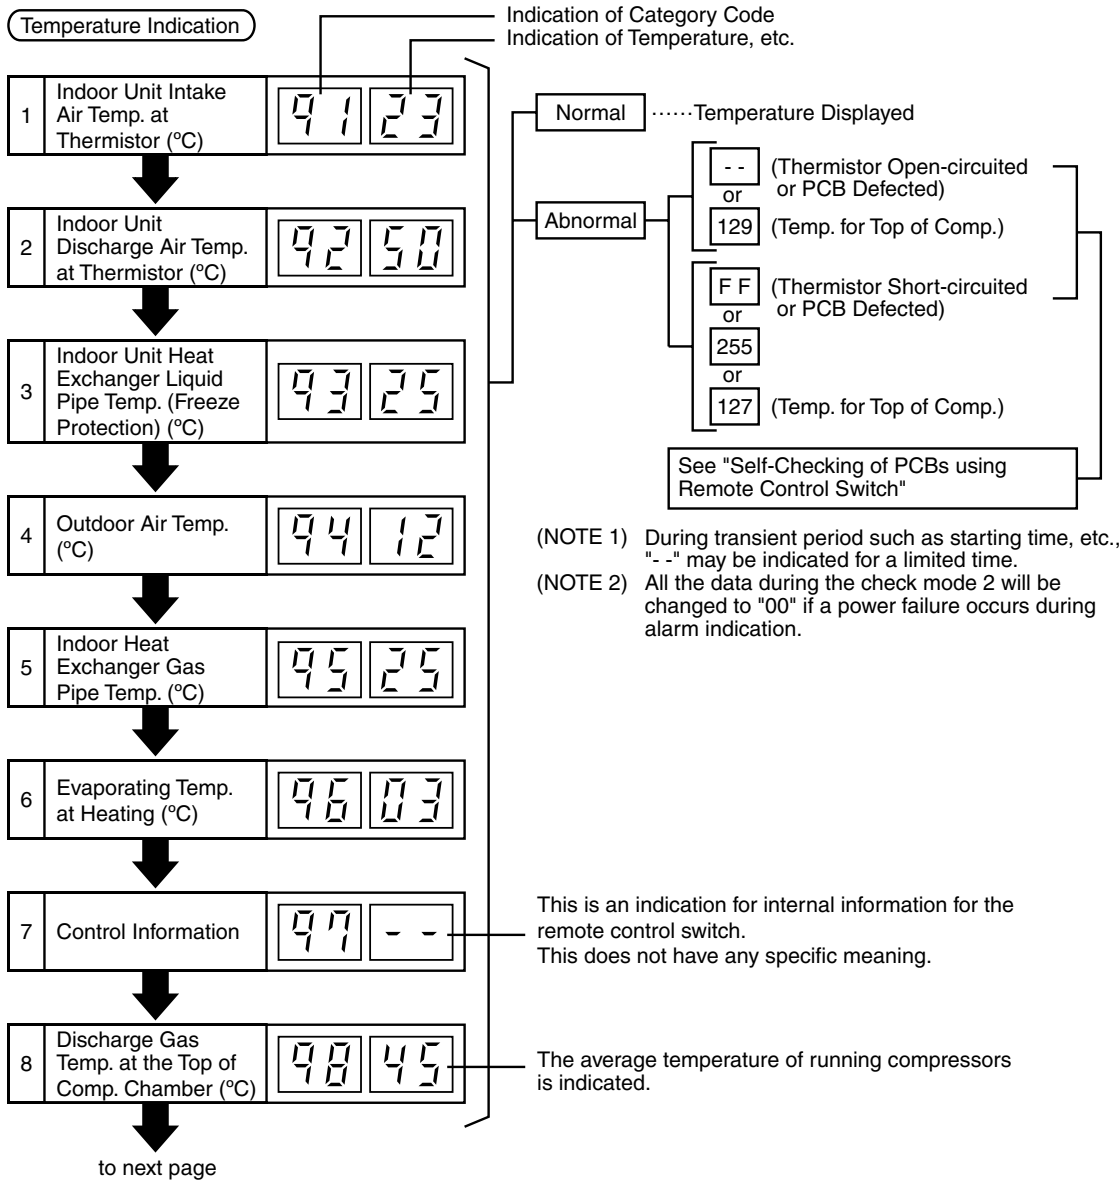 Temperature Indication
Indication of Category Code
Indication of Temperature, etc.
1
Indoor Unit Intake
Air Temp. at
Thermistor (ºC)
91 23
2
Indoor Unit
Discharge Air Temp.
at Thermistor (ºC)
92 50
3
Indoor Unit Heat
Exchanger Liquid
Pipe Temp. (Freeze
Protection) (ºC)
93 25
4
Outdoor Air Temp.
(ºC)
94 12
5
Indoor Heat
Exchanger Gas
Pipe Temp. (ºC)
95 25
6
Evaporating Temp.
at Heating (ºC)
96 03
7
Control Information
97 - -
8
Discharge Gas
Temp. at the Top of
Comp. Chamber (ºC)
98 45
to next page
Normal ······Temperature Displayed
Abnormal
- - (Thermistor Open-circuited
or PCB Defected)
or
129 (Temp. for Top of Comp.)
F F (Thermistor Short-circuited
or PCB Defected)
or
255
or
127 (Temp. for Top of Comp.)
See "Self-Checking of PCBs using
Remote Control Switch"
(NOTE 1) During transient period such as starting time, etc.,
"- -" may be indicated for a limited time.
(NOTE 2) All the data during the check mode 2 will be
changed to "00" if a power failure occurs during
alarm indication.
This is an indication for internal information for the
remote control switch.
This does not have any specific meaning.
The average temperature of running compressors
is indicated.